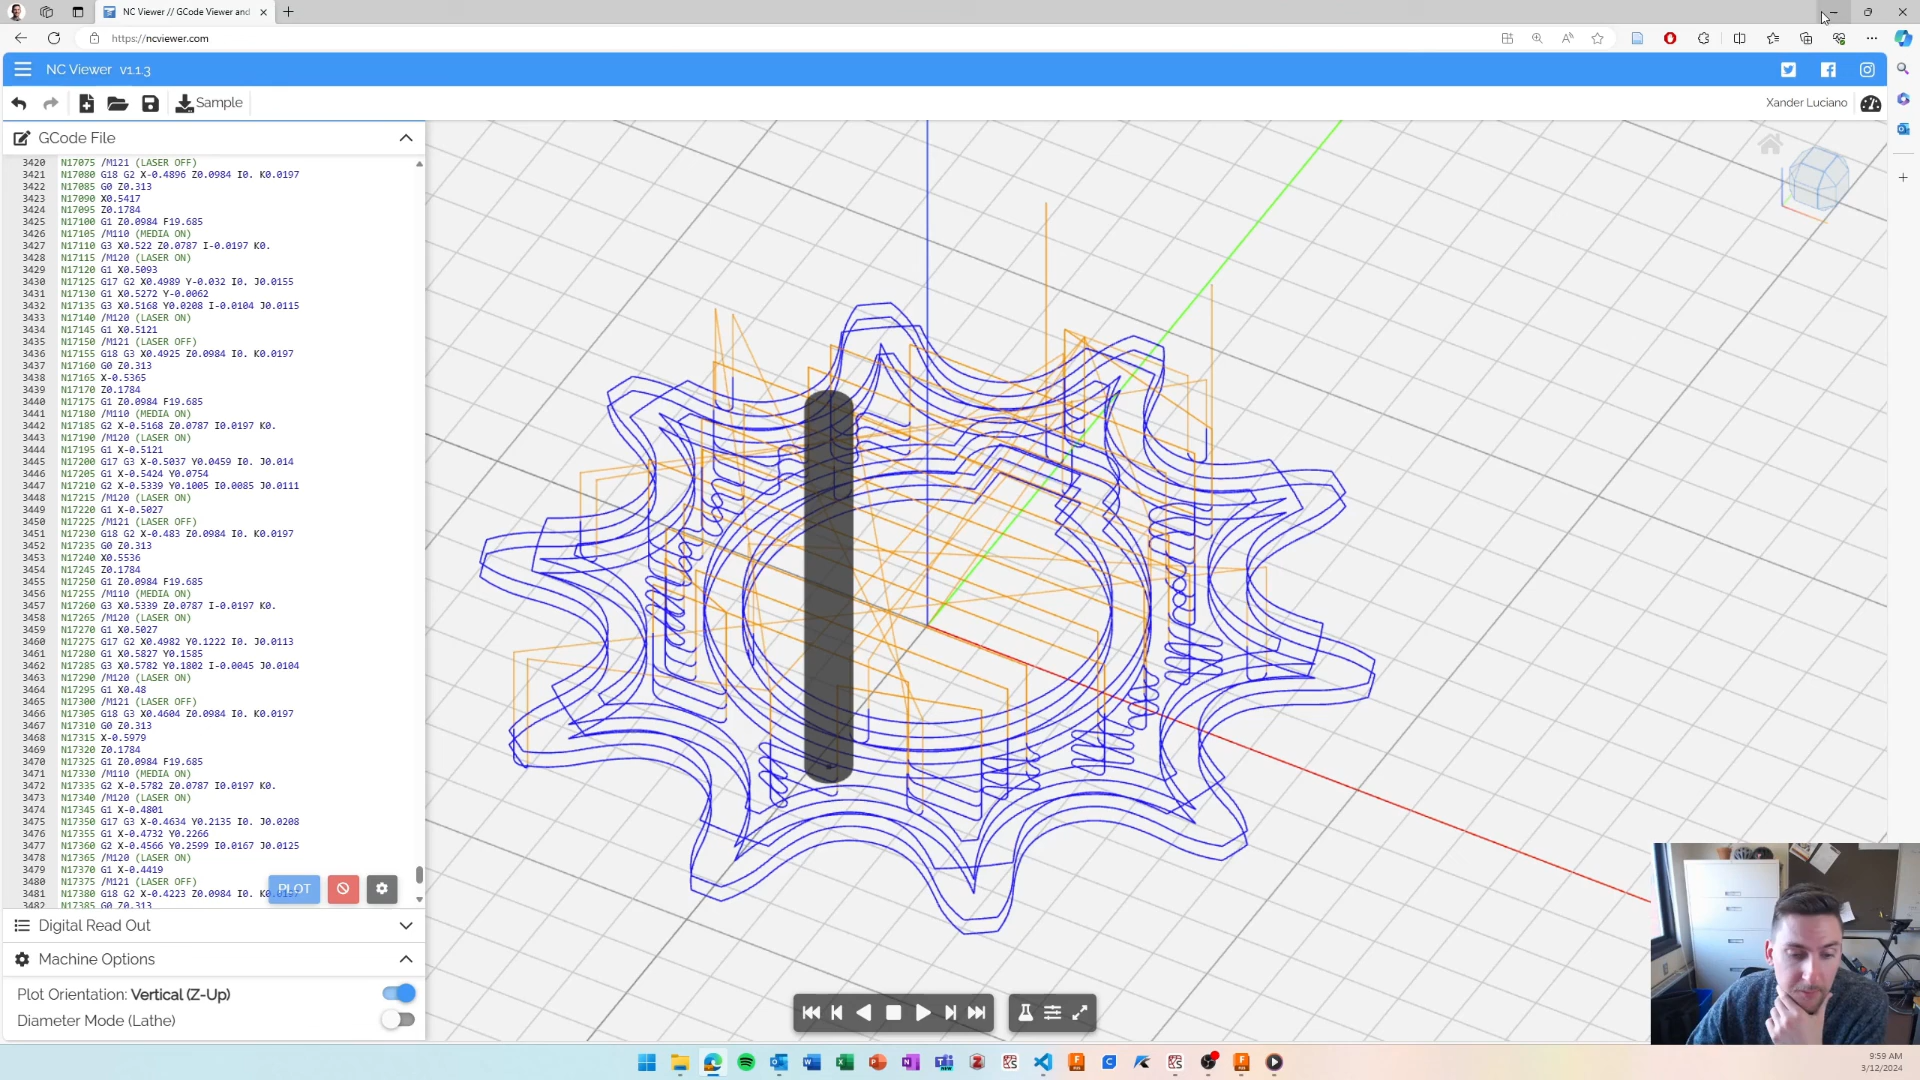 NC Viewer // GCode Viewer and
https://ncviewer.com
NC Viewer v1.1.3
Sample
Xander Luciano
GCode File
3420 N17075 /M121 (LASER OFF)
3421 N17080 G18 G2 X-0.4896 Z0.0984 I0. K0.0197
3422 N17085 G0 Z0.313
3423 N17090 X0.5417
3424 N17095 Z0.1784
3425 N17100 G1 Z0.0984 F19.685
3426 N17105 /M110 (MEDIA ON)
3427 N17110 G3 X0.522 Z0.0787 I-0.0197 K0.
3428 N17115 /M120 (LASER ON)
3429 N17120 G1 X0.5093
3430 N17125 G17 G2 X0.4989 Y-0.032 I0. J0.0155
3431 N17130 G1 X0.5272 Y-0.0062
3432 N17135 G3 X0.5168 Y0.0208 I-0.0104 J0.0115
3433 N17140 /M120 (LASER ON)
3434 N17145 G1 X0.5121
3435 N17150 /M121 (LASER OFF)
3436 N17155 G18 G3 X0.4925 Z0.0984 I0. K0.0197
3437 N17160 G0 Z0.313
3438 N17165 X-0.5365
3439 N17170 Z0.1784
3440 N17175 G1 Z0.0984 F19.685
3441 N17180 /M110 (MEDIA ON)
3442 N17185 G2 X-0.5168 Z0.0787 I0.0197 K0.
3443 N17190 /M120 (LASER ON)
3444 N17195 G1 X-0.5121
3445 N17200 G17 G3 X-0.5037 Y0.0459 I0. J0.014
3446 N17205 G1 X-0.5424 Y0.0754
3447 N17210 G2 X-0.5339 Y0.1005 I0.0085 J0.0111
3448 N17215 /M120 (LASER ON)
3449 N17220 G1 X-0.5027
3450 N17225 /M121 (LASER OFF)
3451 N17230 G18 G2 X-0.483 Z0.0984 I0. K0.0197
3452 N17235 G0 Z0.313
3453 N17240 X0.5536
3454 N17245 Z0.1784
3455 N17250 G1 Z0.0984 F19.685
3456 N17255 /M110 (MEDIA ON)
3457 N17260 G3 X0.5339 Z0.0787 I-0.0197 K0.
3458 N17265 /M120 (LASER ON)
3459 N17270 G1 X0.5027
3460 N17275 G17 G2 X0.4982 Y0.1222 I0. J0.0113
3461 N17280 G1 X0.5827 Y0.1585
3462 N17285 G3 X0.5782 Y0.1802 I-0.0045 J0.0104
3463 N17290 /M120 (LASER ON)
3464 N17295 G1 X0.48
3465 N17300 /M121 (LASER OFF)
3466 N17305 G18 G3 X0.4604 Z0.0984 I0. K0.0197
3467 N17310 G0 Z0.313
3468 N17315 X-0.5979
3469 N17320 Z0.1784
3470 N17325 G1 Z0.0984 F19.685
3471 N17330 /M110 (MEDIA ON)
3472 N17335 G2 X-0.5782 Z0.0787 I0.0197 K0.
3473 N17340 /M120 (LASER ON)
3474 N17345 G1 X-0.4801
3475 N17350 G17 G3 X-0.4634 Y0.2135 I0. J0.0208
3476 N17355 G1 X-0.4732 Y0.2266
3477 N17360 G2 X-0.4566 Y0.2599 I0.0167 J0.0125
3478 N17365 /M120 (LASER ON)
3479 N17370 G1 X-0.4419
3480 N17375 /M121 (LASER OFF)
3481 N17380 G18 G2 X-0.4223 Z0.0984 I0.
3482 N17385 G0 Z0.313
PLOT
Digital Read Out
Machine Options
Plot Orientation: Vertical (Z-Up)
Diameter Mode (Lathe)
9:59 AM
3/12/2024